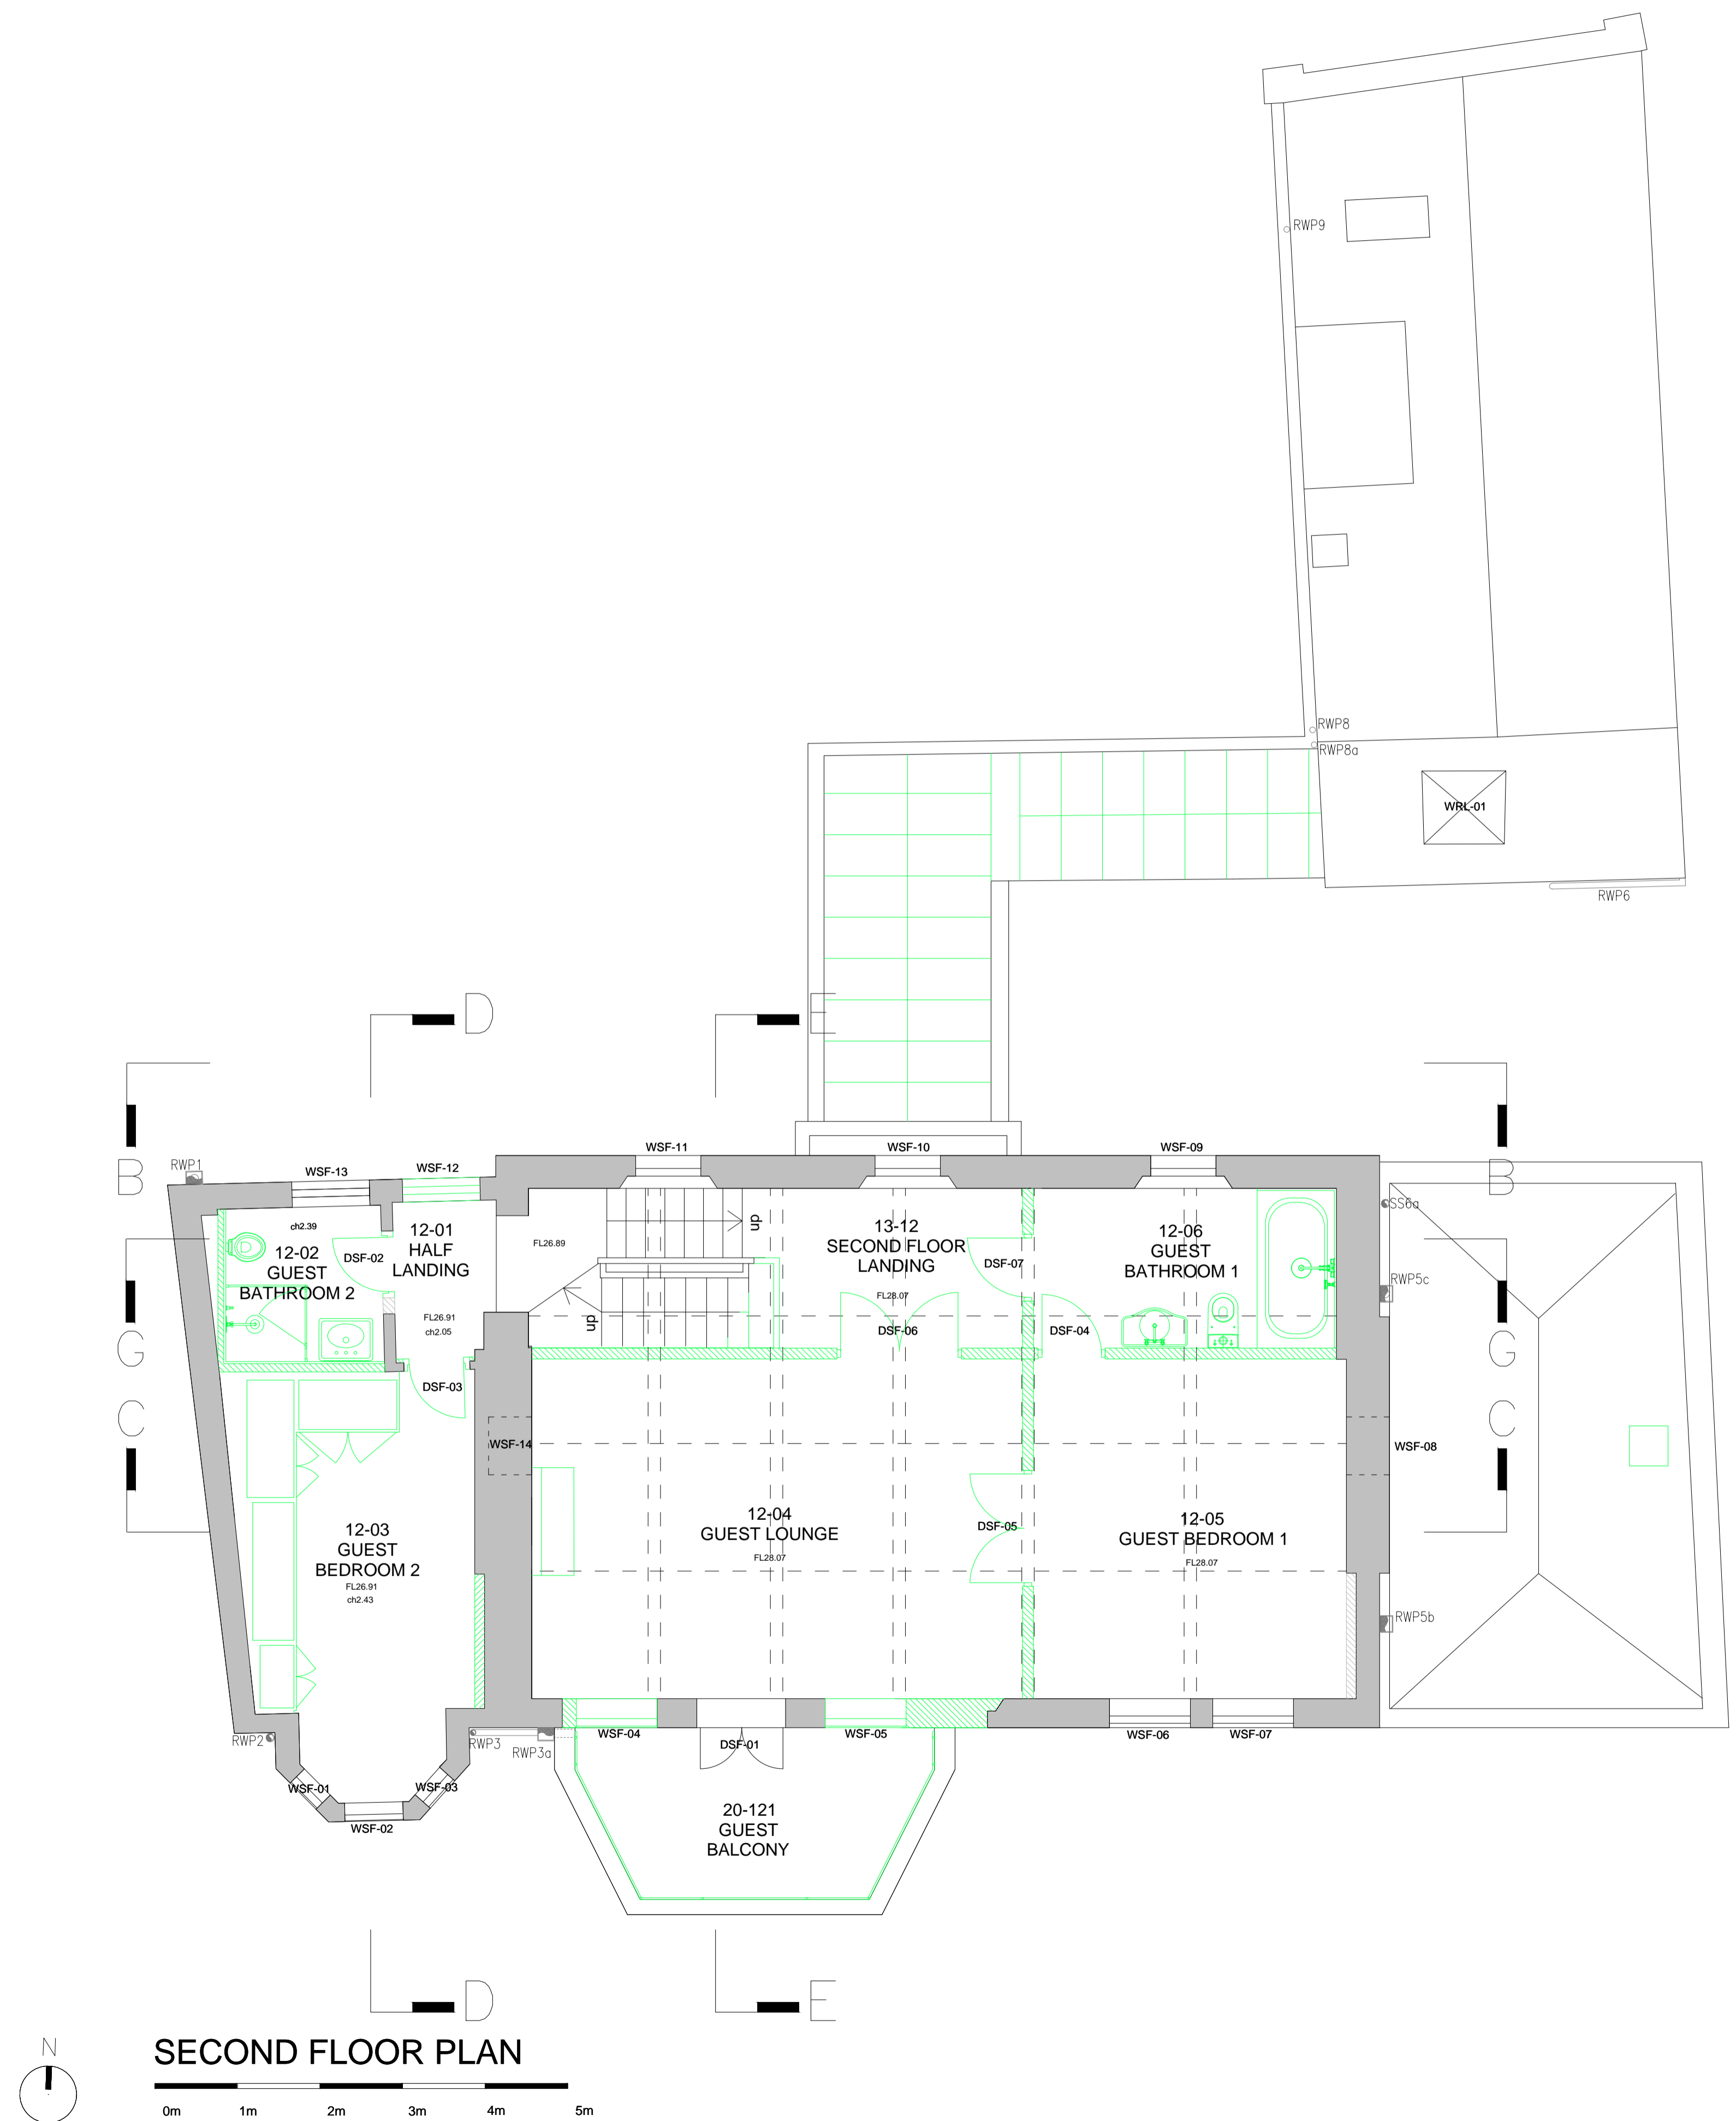 RWP9
RWP8
RWP8a
WRL-01
RWP6
D
E
B
B
RWP1
WSF-13
WSF-12
WSF-11
WSF-10
WSF-09
SS6a
ch2.39
12-02
GUEST
BATHROOM 2
DSF-02
12-01
HALF
LANDING
FL26.91
ch2.05
FL26.89
dn
dn
13-12
SECOND FLOOR
LANDING
FL28.07
DSF-07
DSF-06
DSF-04
12-06
GUEST
BATHROOM 1
RWP5c
G
G
C
C
DSF-03
WSF-14
WSF-08
12-03
GUEST
BEDROOM 2
FL26.91
ch2.43
12-04
GUEST LOUNGE
FL28.07
DSF-05
12-05
GUEST BEDROOM 1
FL28.07
RWP5b
RWP2
RWP3
RWP3a
WSF-04
DSF-01
WSF-05
WSF-06
WSF-07
WSF-01
WSF-03
WSF-02
20-121
GUEST
BALCONY
D
E
N
SECOND FLOOR PLAN
0m 1m 2m 3m 4m 5m